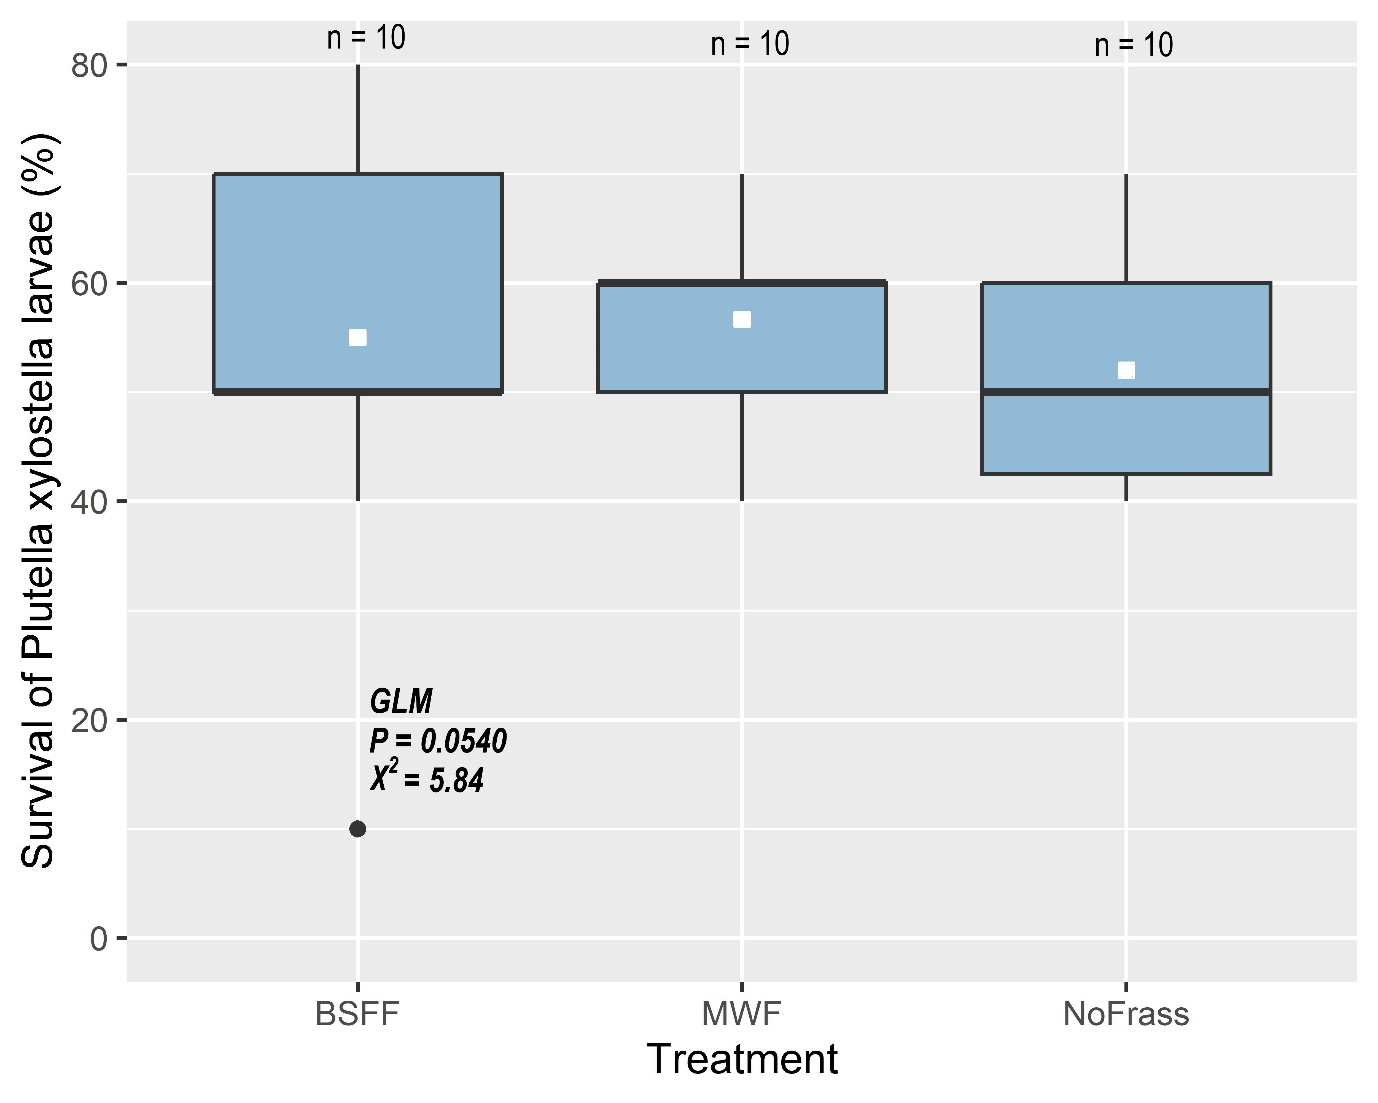 n = 10
n = 10
n = 10
80
60
40
20
0
Survival of Plutella xylostella larvae (%)
GLM
P = 0.0540
X² = 5.84
BSFF
MWF
NoFrass
Treatment